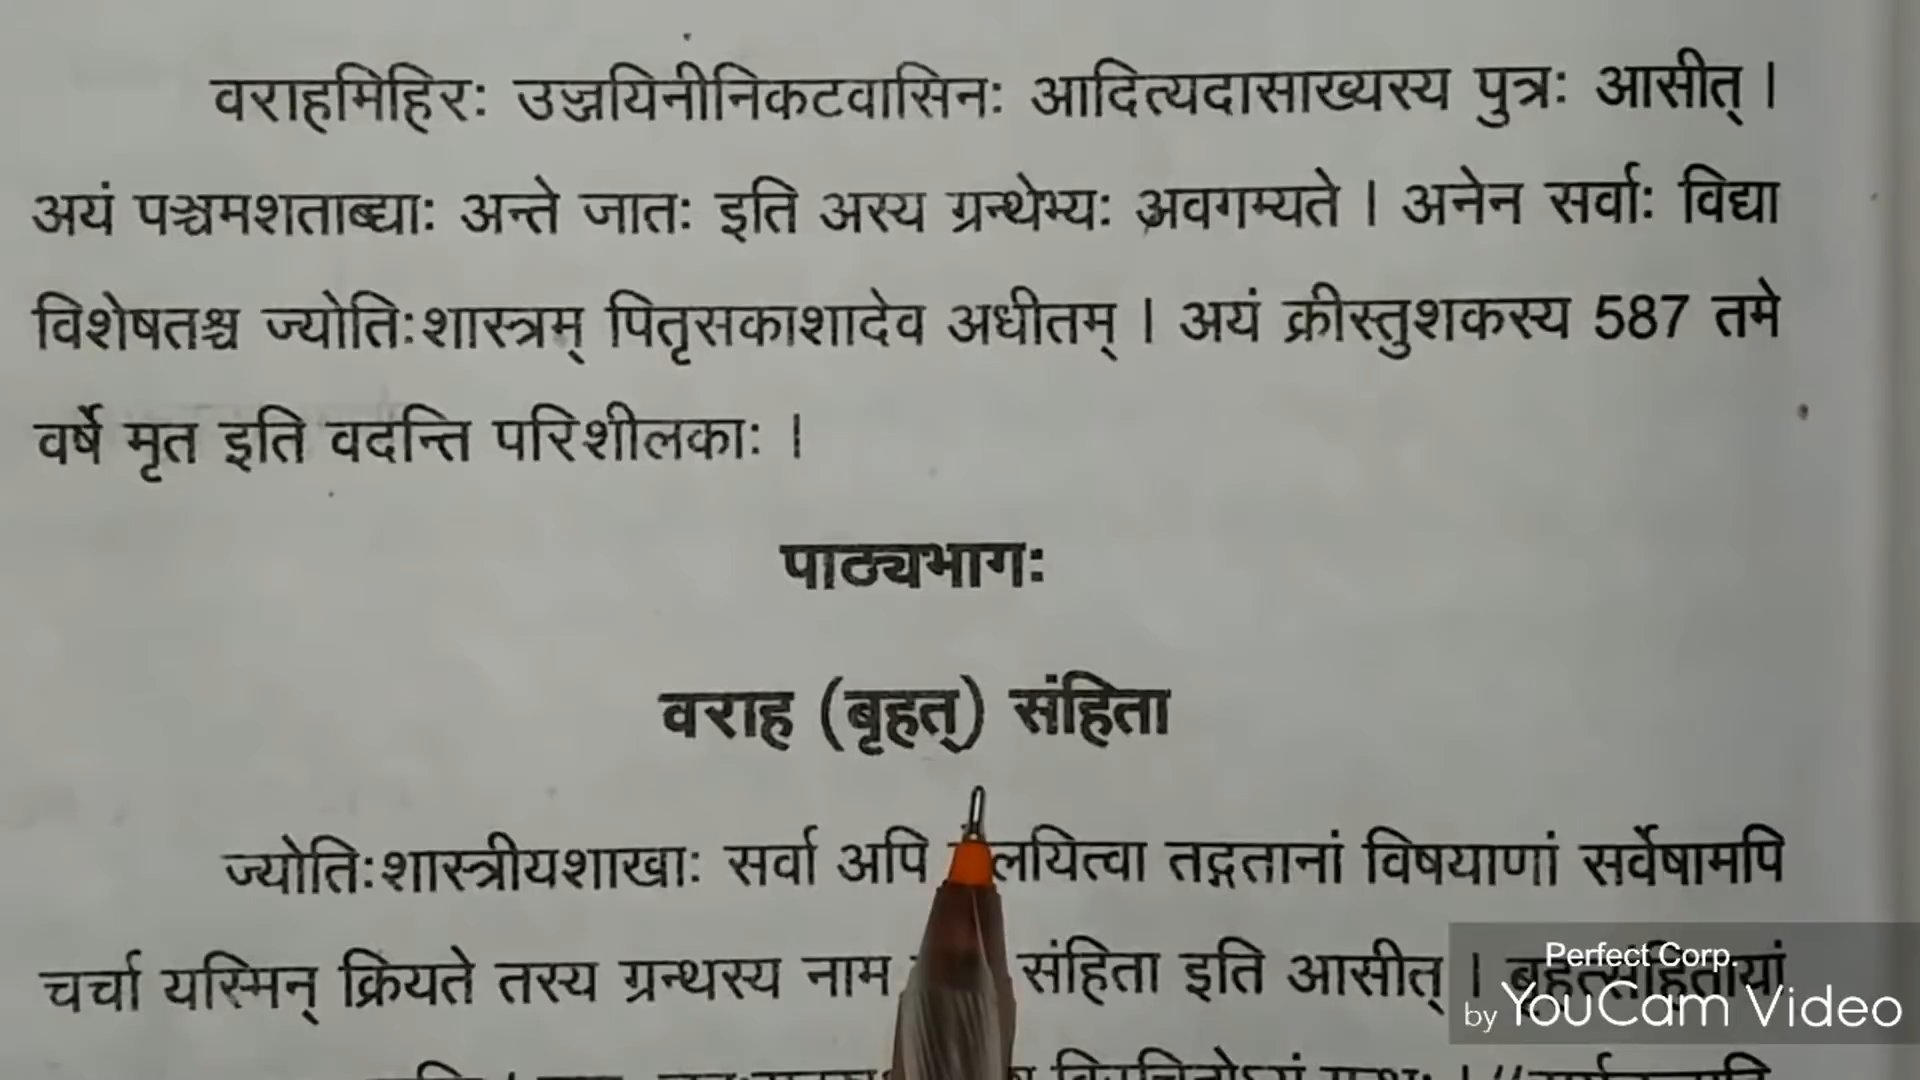 वराहमिहिरः उज्जयिनीनिकटवासिनः आदित्यदासाख्यस्य पुत्रः आसीत् ।
अयं पञ्चमशताब्द्याः अन्ते जातः इति अस्य ग्रन्थेभ्यः अवगम्यते । अनेन सर्वाः विद्या
विशेषतश्च ज्योतिःशास्त्रम् पितृसकाशादेव अधीतम् । अयं क्रीस्तुशकस्य 587 तमे
वर्षे मृत इति वदन्ति परिशीलकाः ।
पाठ्यभागः
वराह (बृहत्) संहिता
ज्योतिःशास्त्रीयशाखाः सर्वा अपि तद्गतानां विषयाणां सर्वेषामपि
चर्चा यस्मिन् क्रियते तस्य ग्रन्थस्य नाम संहिता इति आसीत् । बृहत्संहितायां
Perfect Corp.
by YouCam Video